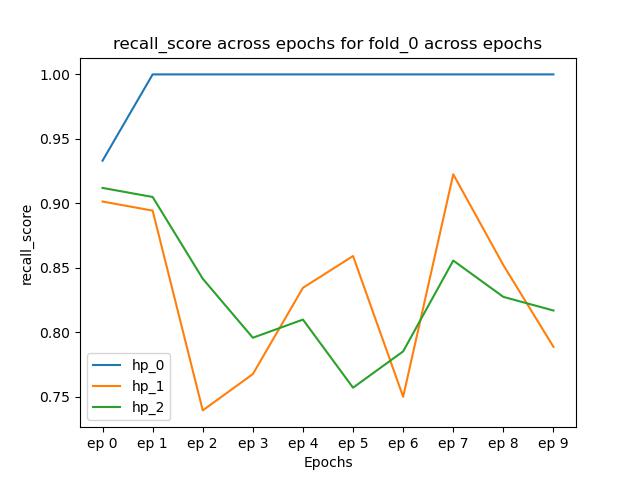 recall_score across epochs for fold_0 across epochs
1.00
0.95
0.90
0.85
0.80
0.75
recall_score
hp_0
hp_1
hp_2
ep 0 ep 1 ep 2 ep 3 ep 4 ep 5 ep 6 ep 7 ep 8 ep 9
Epochs